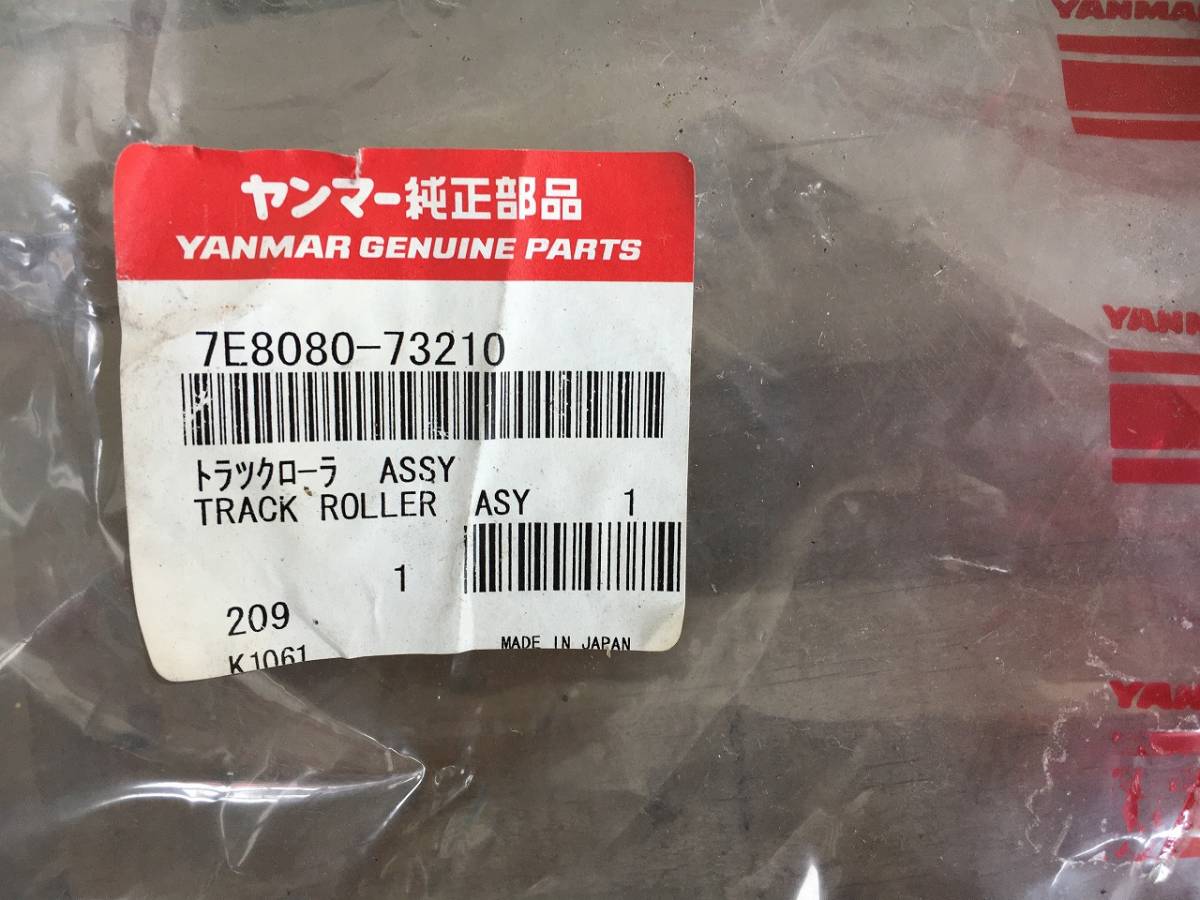 ヤンマー純正部品
YANMAR GENUINE PARTS
7E8080-73210
トラックローラ ASSY
TRACK ROLLER ASY 1
1
209
K1061
MADE IN JAPAN
YANMA
YANM
YAN